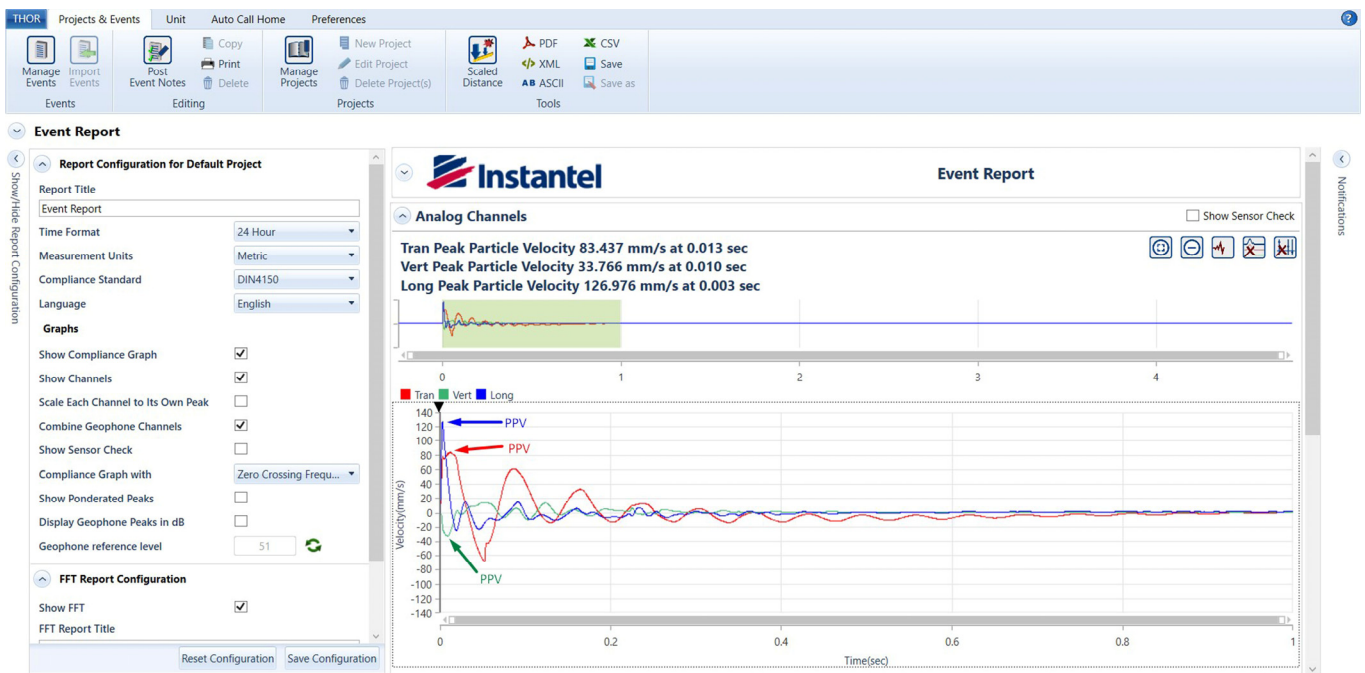 THOR Projects & Events Unit Auto Call Home Preferences
Manage Events
Import Events
Events
Post Event Notes
Copy
Print
Delete
Editing
Manage Projects
New Project
Edit Project
Delete Project(s)
Projects
Scaled Distance
PDF
</> XML
AB ASCII
CSV
Save
Save as
Tools
Event Report
Show/Hide Report Configuration
Report Configuration for Default Project
Report Title
Event Report
Time Format 24 Hour
Measurement Units Metric
Compliance Standard DIN4150
Language English
Graphs
Show Compliance Graph
Show Channels
Scale Each Channel to Its Own Peak
Combine Geophone Channels
Show Sensor Check
Compliance Graph with Zero Crossing Frequ...
Show Ponderated Peaks
Display Geophone Peaks in dB
Geophone reference level 51
FFT Report Configuration
Show FFT
FFT Report Title
Reset Configuration Save Configuration
Instantel
Event Report
Analog Channels
Show Sensor Check
Tran Peak Particle Velocity 83.437 mm/s at 0.013 sec
Vert Peak Particle Velocity 33.766 mm/s at 0.010 sec
Long Peak Particle Velocity 126.976 mm/s at 0.003 sec
0 1 2 3 4
Tran Vert Long
Velocity(mm/s)
140
120
100
80
60
40
20
0
-20
-40
-60
-80
-100
-120
-140
PPV
PPV
PPV
0 0.2 0.4 0.6 0.8 1
Time(sec)
Notifications